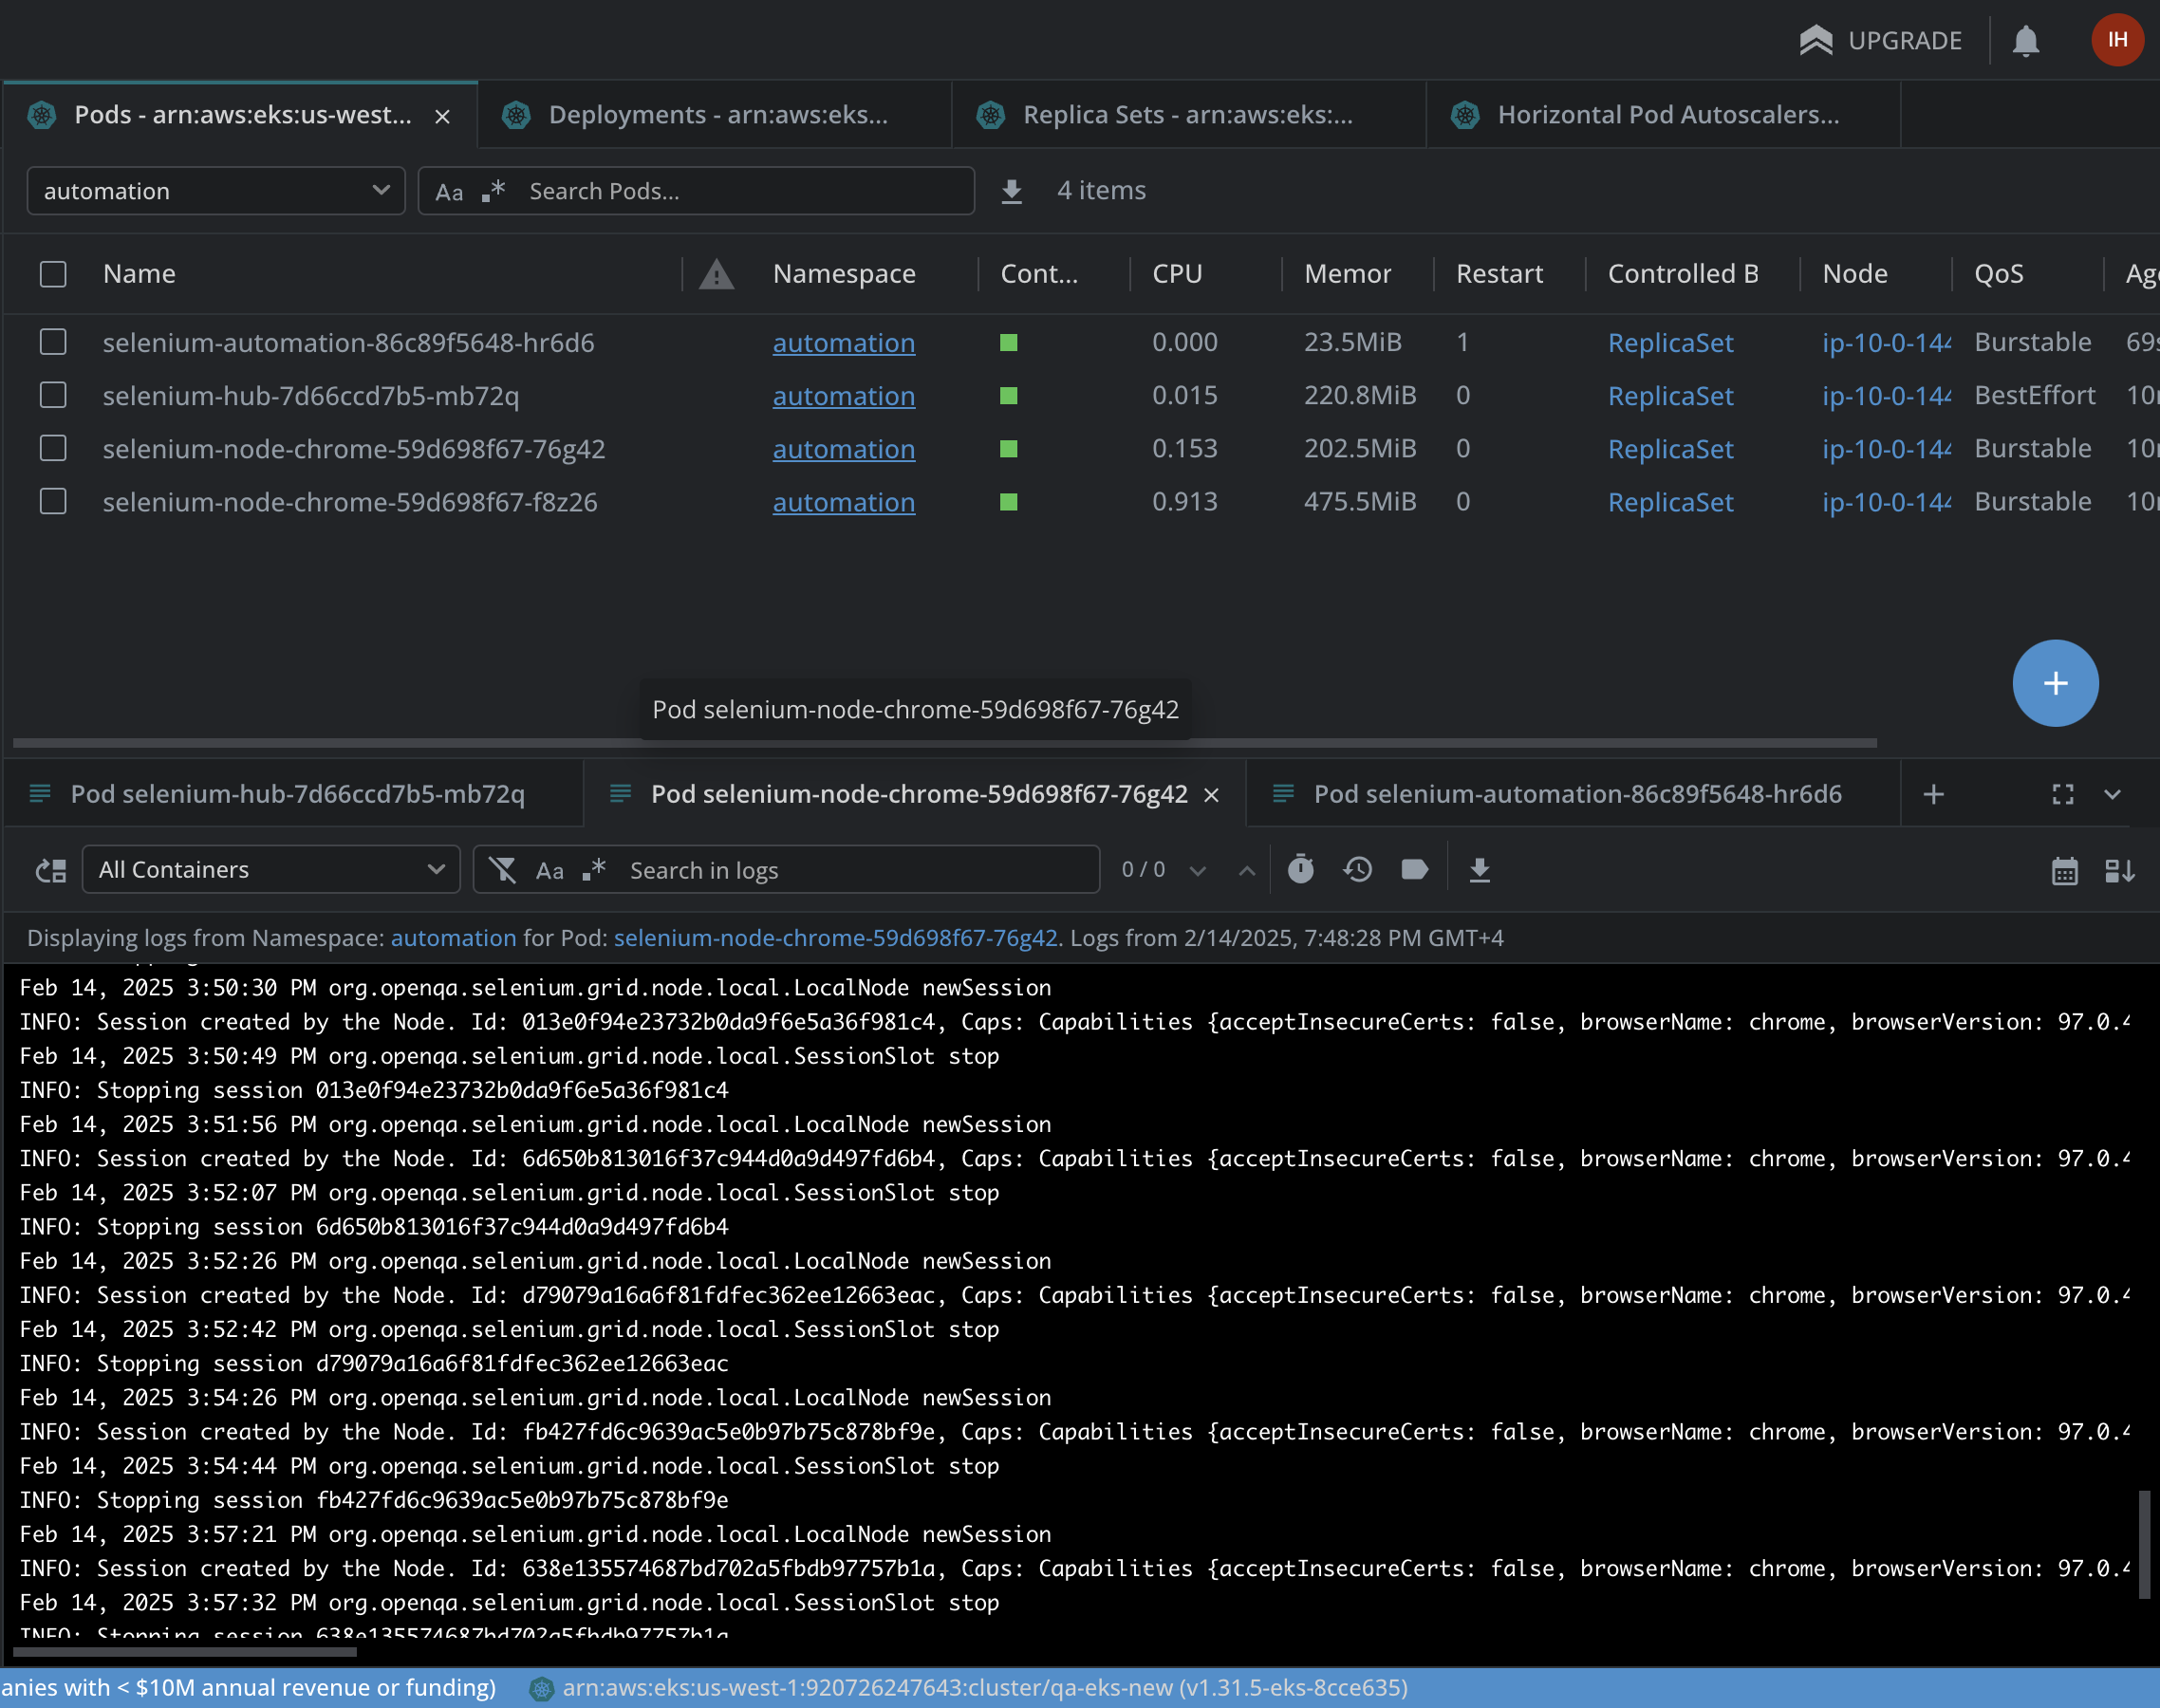 UPGRADE
IH
Pods - arn:aws:eks:us-west...
Deployments - arn:aws:eks...
Replica Sets - arn:aws:eks:...
Horizontal Pod Autoscalers...
automation
Aa .* Search Pods...
4 items
Name Namespace Cont... CPU Memor Restart Controlled B Node QoS Ag
selenium-automation-86c89f5648-hr6d6 automation 0.000 23.5MiB 1 ReplicaSet ip-10-0-144 Burstable 69s
selenium-hub-7d66ccd7b5-mb72q automation 0.015 220.8MiB 0 ReplicaSet ip-10-0-144 BestEffort 10m
selenium-node-chrome-59d698f67-76g42 automation 0.153 202.5MiB 0 ReplicaSet ip-10-0-144 Burstable 10m
selenium-node-chrome-59d698f67-f8z26 automation 0.913 475.5MiB 0 ReplicaSet ip-10-0-144 Burstable 10m
Pod selenium-node-chrome-59d698f67-76g42
Pod selenium-hub-7d66ccd7b5-mb72q
Pod selenium-node-chrome-59d698f67-76g42
Pod selenium-automation-86c89f5648-hr6d6
All Containers
Aa .* Search in logs
0 / 0
Displaying logs from Namespace: automation for Pod: selenium-node-chrome-59d698f67-76g42. Logs from 2/14/2025, 7:48:28 PM GMT+4
Feb 14, 2025 3:50:30 PM org.openqa.selenium.grid.node.local.LocalNode newSession
INFO: Session created by the Node. Id: 013e0f94e23732b0da9f6e5a36f981c4, Caps: Capabilities {acceptInsecureCerts: false, browserName: chrome, browserVersion: 97.0.4
Feb 14, 2025 3:50:49 PM org.openqa.selenium.grid.node.local.SessionSlot stop
INFO: Stopping session 013e0f94e23732b0da9f6e5a36f981c4
Feb 14, 2025 3:51:56 PM org.openqa.selenium.grid.node.local.LocalNode newSession
INFO: Session created by the Node. Id: 6d650b813016f37c944d0a9d497fd6b4, Caps: Capabilities {acceptInsecureCerts: false, browserName: chrome, browserVersion: 97.0.4
Feb 14, 2025 3:52:07 PM org.openqa.selenium.grid.node.local.SessionSlot stop
INFO: Stopping session 6d650b813016f37c944d0a9d497fd6b4
Feb 14, 2025 3:52:26 PM org.openqa.selenium.grid.node.local.LocalNode newSession
INFO: Session created by the Node. Id: d79079a16a6f81fdfec362ee12663eac, Caps: Capabilities {acceptInsecureCerts: false, browserName: chrome, browserVersion: 97.0.4
Feb 14, 2025 3:52:42 PM org.openqa.selenium.grid.node.local.SessionSlot stop
INFO: Stopping session d79079a16a6f81fdfec362ee12663eac
Feb 14, 2025 3:54:26 PM org.openqa.selenium.grid.node.local.LocalNode newSession
INFO: Session created by the Node. Id: fb427fd6c9639ac5e0b97b75c878bf9e, Caps: Capabilities {acceptInsecureCerts: false, browserName: chrome, browserVersion: 97.0.4
Feb 14, 2025 3:54:44 PM org.openqa.selenium.grid.node.local.SessionSlot stop
INFO: Stopping session fb427fd6c9639ac5e0b97b75c878bf9e
Feb 14, 2025 3:57:21 PM org.openqa.selenium.grid.node.local.LocalNode newSession
INFO: Session created by the Node. Id: 638e135574687bd702a5fbdb97757b1a, Caps: Capabilities {acceptInsecureCerts: false, browserName: chrome, browserVersion: 97.0.4
Feb 14, 2025 3:57:32 PM org.openqa.selenium.grid.node.local.SessionSlot stop
INFO: Stopping session 638e135574687bd702a5fbdb97757b1a
anies with < $10M annual revenue or funding)
arn:aws:eks:us-west-1:920726247643:cluster/qa-eks-new (v1.31.5-eks-8cce635)